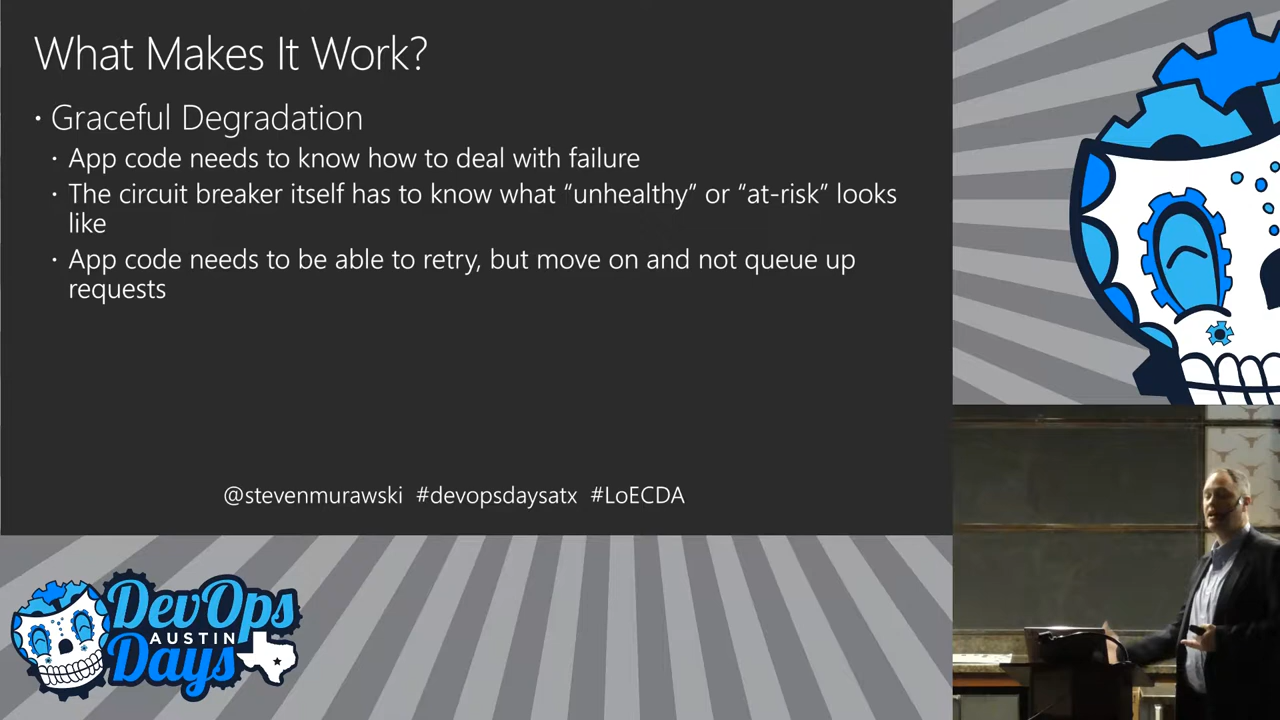 What Makes It Work?
• Graceful Degradation
• App code needs to know how to deal with failure
• The circuit breaker itself has to know what “unhealthy” or “at-risk” looks
like
• App code needs to be able to retry, but move on and not queue up
requests
@stevenmurawski #devopsdaysatx #LoECDA
DevOps
AUSTIN
Days